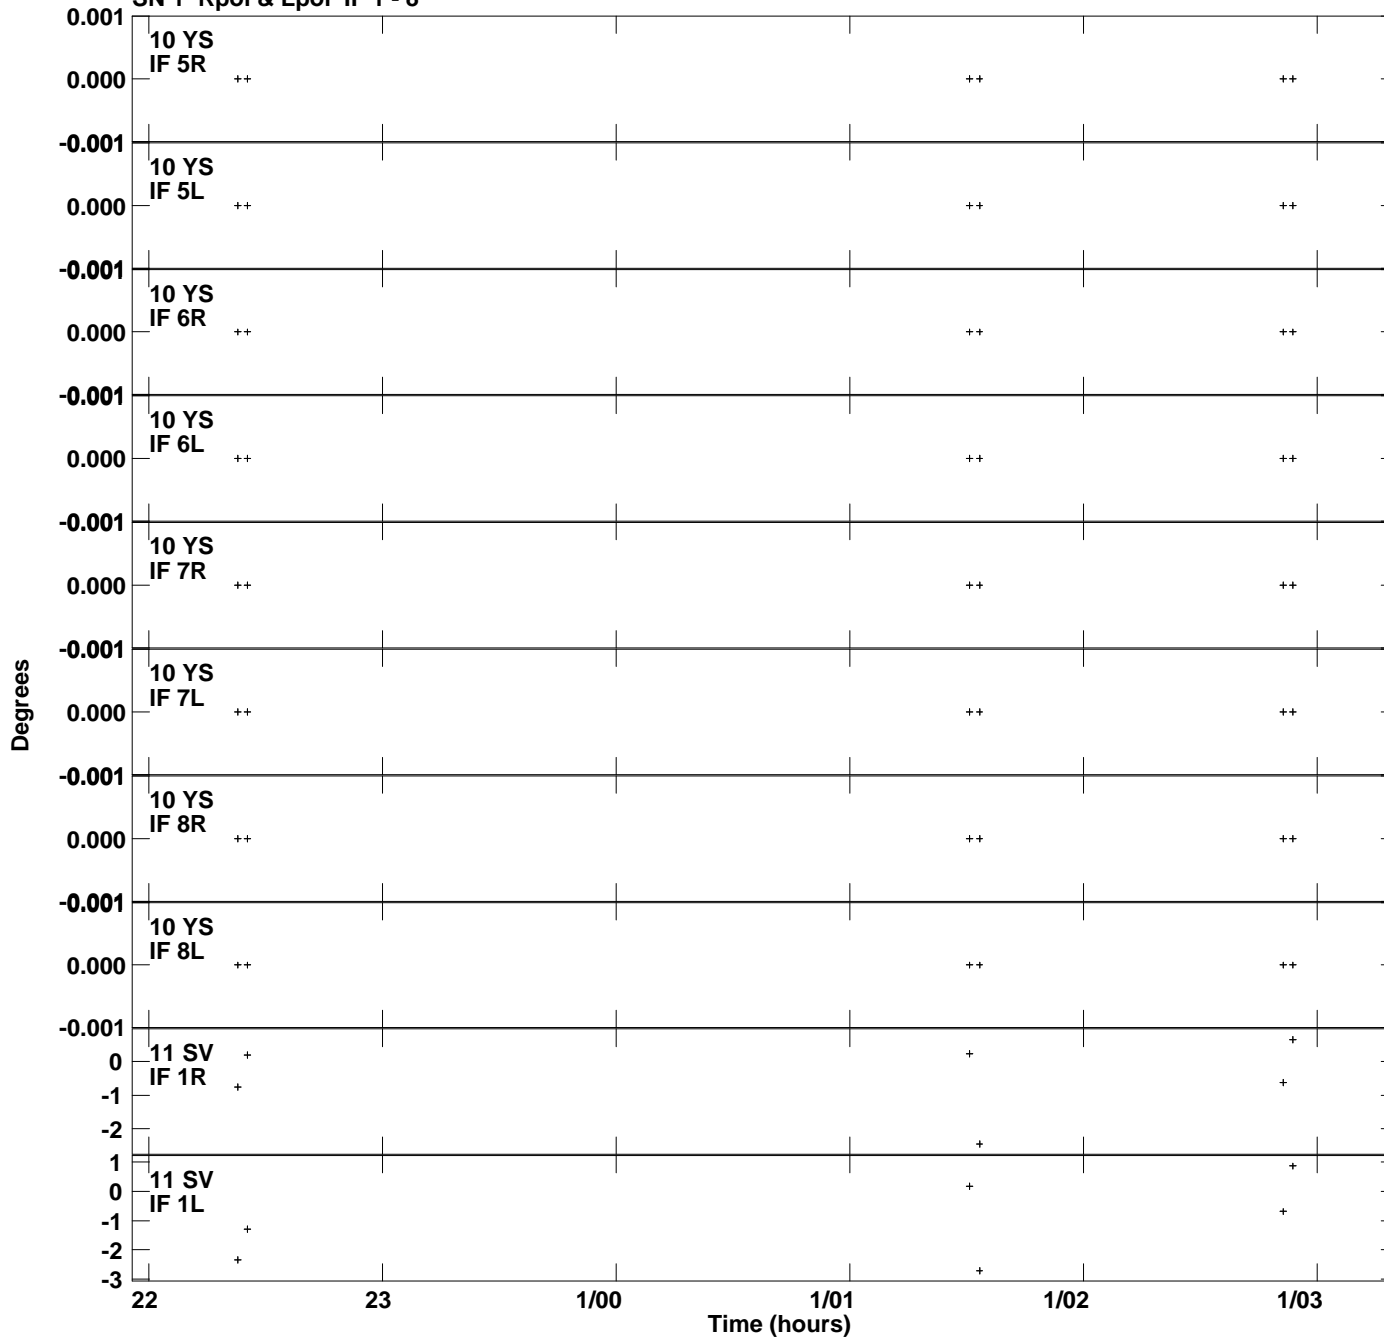 SN 1 Rpol & Lpol IF 1 - 8
0.001
10 YS
IF 5R
0.000
-0.001
10 YS
IF 5L
0.000
-0.001
10 YS
IF 6R
0.000
-0.001
10 YS
IF 6L
0.000
-0.001
10 YS
IF 7R
0.000
-0.001
10 YS
IF 7L
0.000
-0.001
10 YS
IF 8R
0.000
-0.001
10 YS
IF 8L
0.000
-0.001
11 SV
IF 1R
0
-1
-2
11 SV
IF 1L
1
0
-1
-2
-3
22 23 1/00 1/01 1/02 1/03
Time (hours)
Degrees